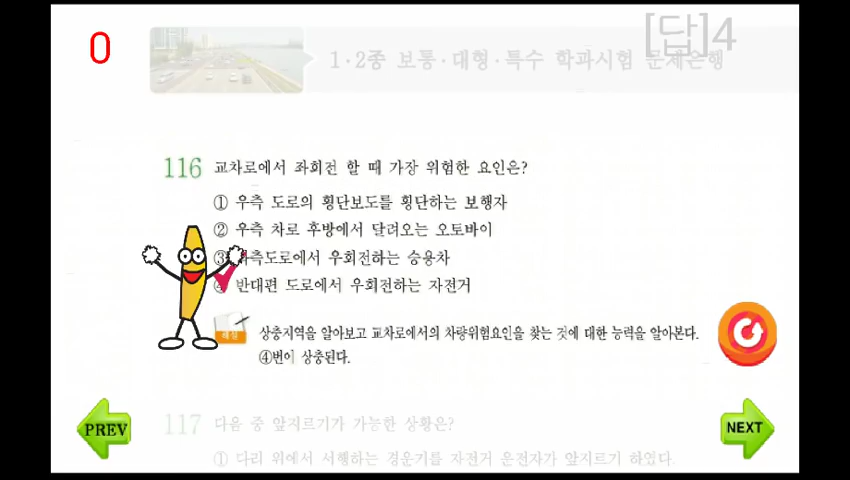 0
[답]4
1·2종 보통·대형·특수 학과시험 문제은행
116 교차로에서 좌회전 할 때 가장 위험한 요인은?
① 우측 도로의 횡단보도를 횡단하는 보행자
② 우측 차로 후방에서 달려오는 오토바이
③ 좌측도로에서 우회전하는 승용차
④ 반대편 도로에서 우회전하는 자전거
해설
상충지역을 알아보고 교차로에서의 차량위험요인을 찾는 것에 대한 능력을 알아본다.
④번이 상충된다.
PREV
NEXT
117 다음 중 앞지르기가 가능한 상황은?
① 다리 위에서 서행하는 경운기를 자전거 운전자가 앞지르기 하였다.